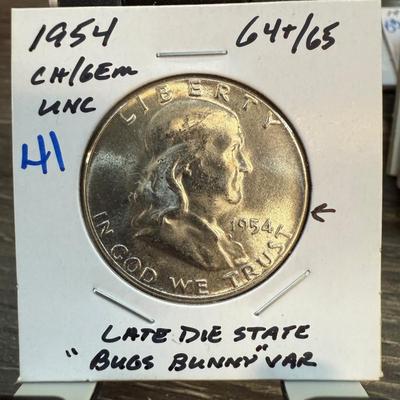 1954
64+/65
CH/GEM
UNC
41
LIBERTY
1954
IN GOD WE TRUST
LATE DIE STATE
"BUGS BUNNY" VAR